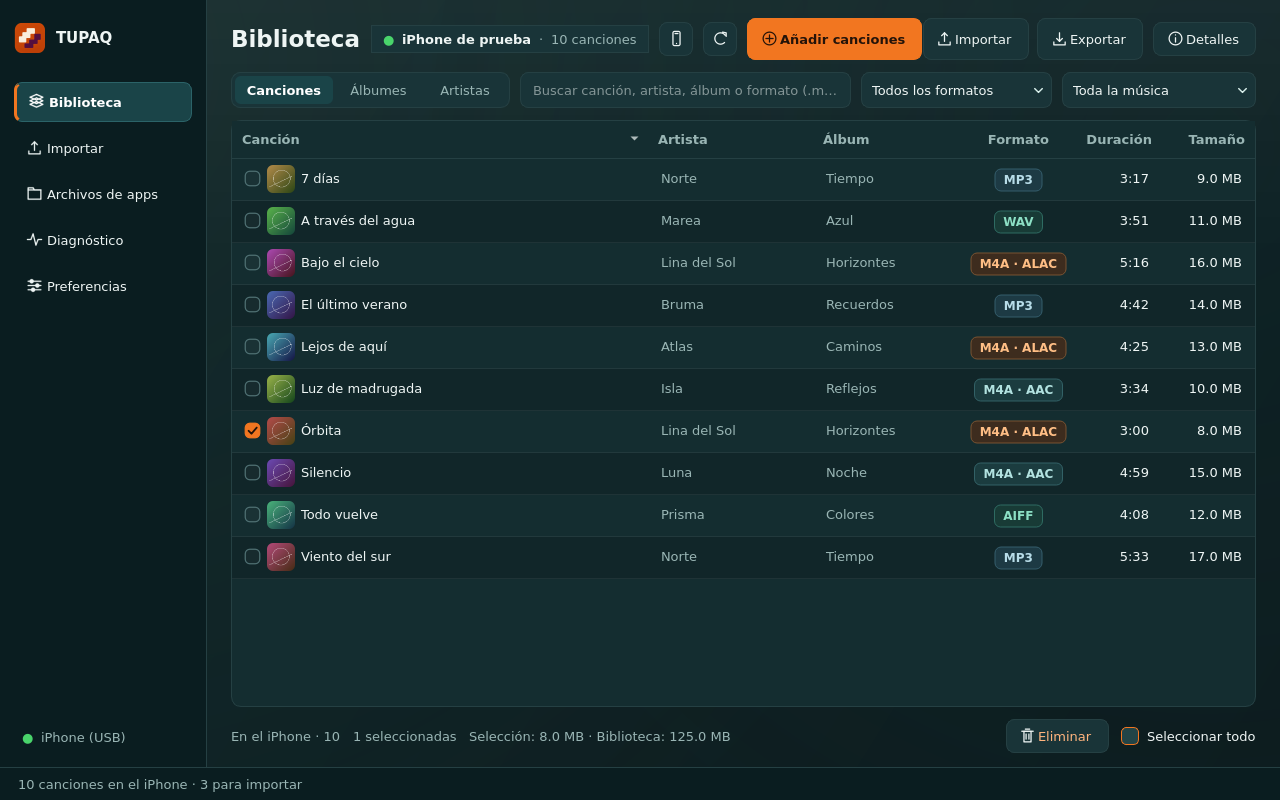 TUPAQ
Biblioteca
Importar
Archivos de apps
Diagnóstico
Preferencias
iPhone (USB)
Biblioteca iPhone de prueba · 10 canciones Añadir canciones Importar Exportar Detalles
Canciones Álbumes Artistas Buscar canción, artista, álbum o formato (.m… Todos los formatos Toda la música
Canción Artista Álbum Formato Duración Tamaño
7 días Norte Tiempo MP3 3:17 9.0 MB
A través del agua Marea Azul WAV 3:51 11.0 MB
Bajo el cielo Lina del Sol Horizontes M4A · ALAC 5:16 16.0 MB
El último verano Bruma Recuerdos MP3 4:42 14.0 MB
Lejos de aquí Atlas Caminos M4A · ALAC 4:25 13.0 MB
Luz de madrugada Isla Reflejos M4A · AAC 3:34 10.0 MB
Órbita Lina del Sol Horizontes M4A · ALAC 3:00 8.0 MB
Silencio Luna Noche M4A · AAC 4:59 15.0 MB
Todo vuelve Prisma Colores AIFF 4:08 12.0 MB
Viento del sur Norte Tiempo MP3 5:33 17.0 MB
En el iPhone · 10 1 seleccionadas Selección: 8.0 MB · Biblioteca: 125.0 MB Eliminar Seleccionar todo
10 canciones en el iPhone · 3 para importar